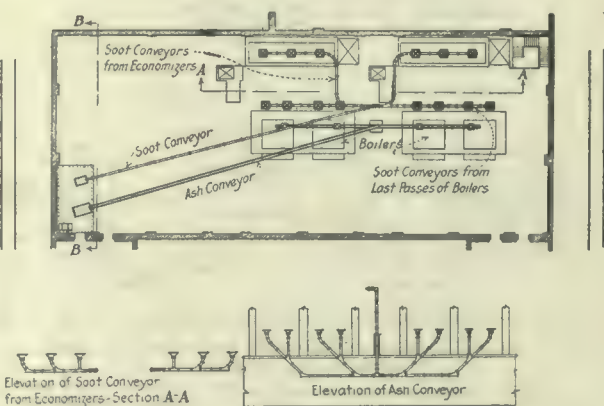 B
Soot Conveyors
from Economizers
A
A
Soot Conveyor
Ash Conveyor
Boilers
Soot Conveyors from
Last Passes of Boilers
B
Elevation of Soot Conveyor
from Economizers - Section A-A
Elevation of Ash Conveyor